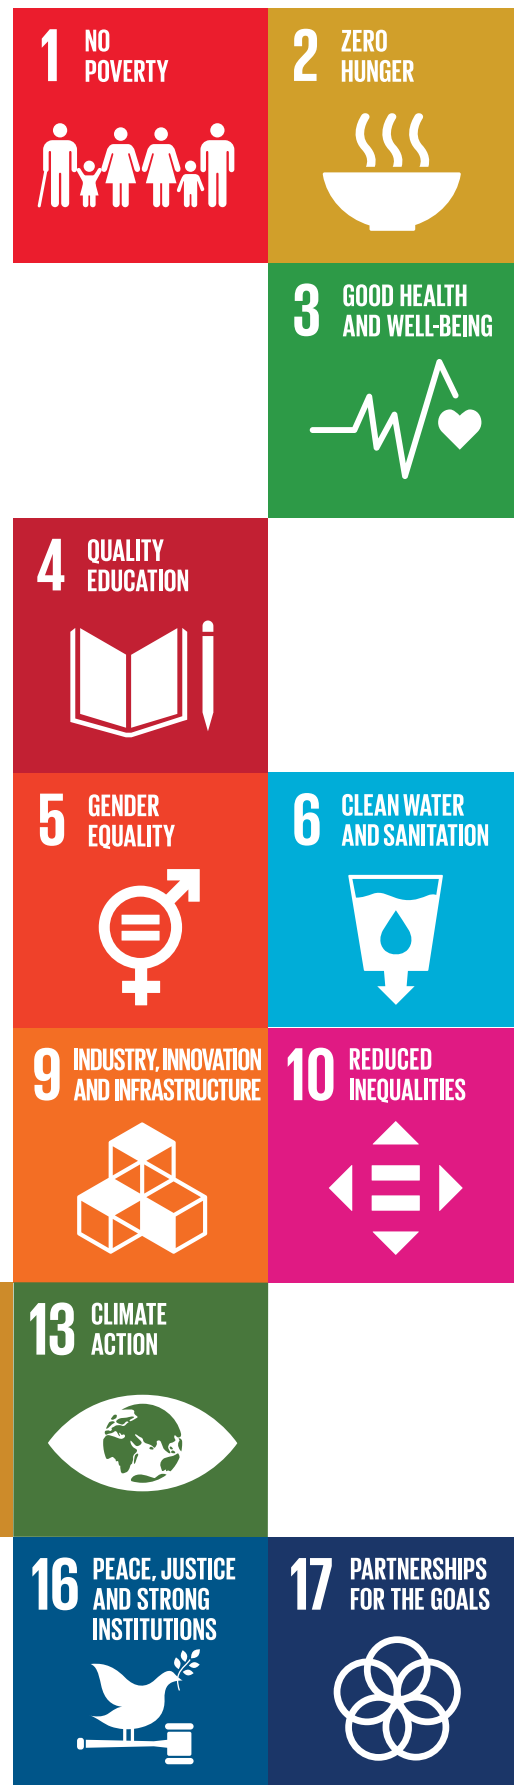 1 NO
POVERTY
2 ZERO
HUNGER
3 GOOD HEALTH
AND WELL-BEING
4 QUALITY
EDUCATION
5 GENDER
EQUALITY
6 CLEAN WATER
AND SANITATION
9 INDUSTRY, INNOVATION
AND INFRASTRUCTURE
10 REDUCED
INEQUALITIES
13 CLIMATE
ACTION
16 PEACE, JUSTICE
AND STRONG
INSTITUTIONS
17 PARTNERSHIPS
FOR THE GOALS